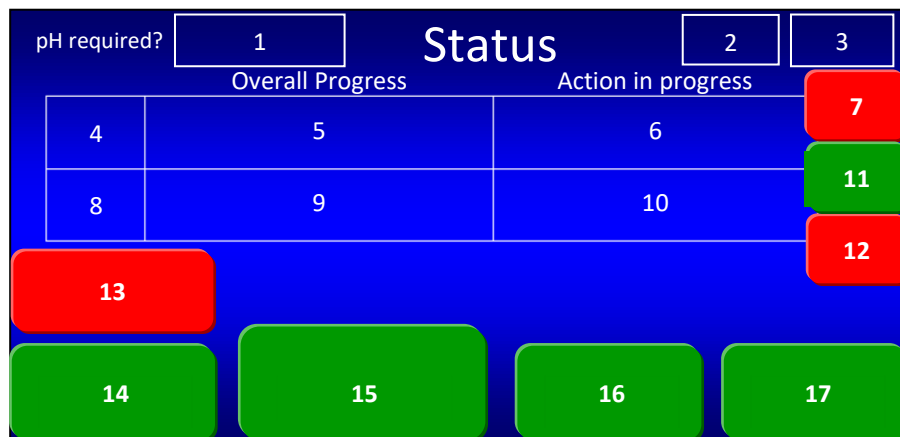 pH required? 1 Status 2 3
Overall Progress Action in progress
7
4 5 6
11
8 9 10
12
13
14 15 16 17